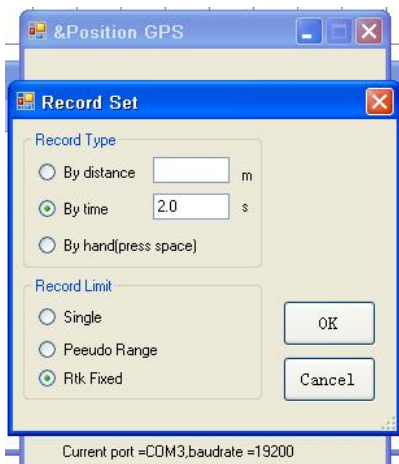 &Position GPS
Record Set
Record Type
By distance m
By time 2.0 s
By hand(press space)
Record Limit
Single
Peeudo Range
Rtk Fixed
OK
Cancel
Current port =COM3,baudrate =19200